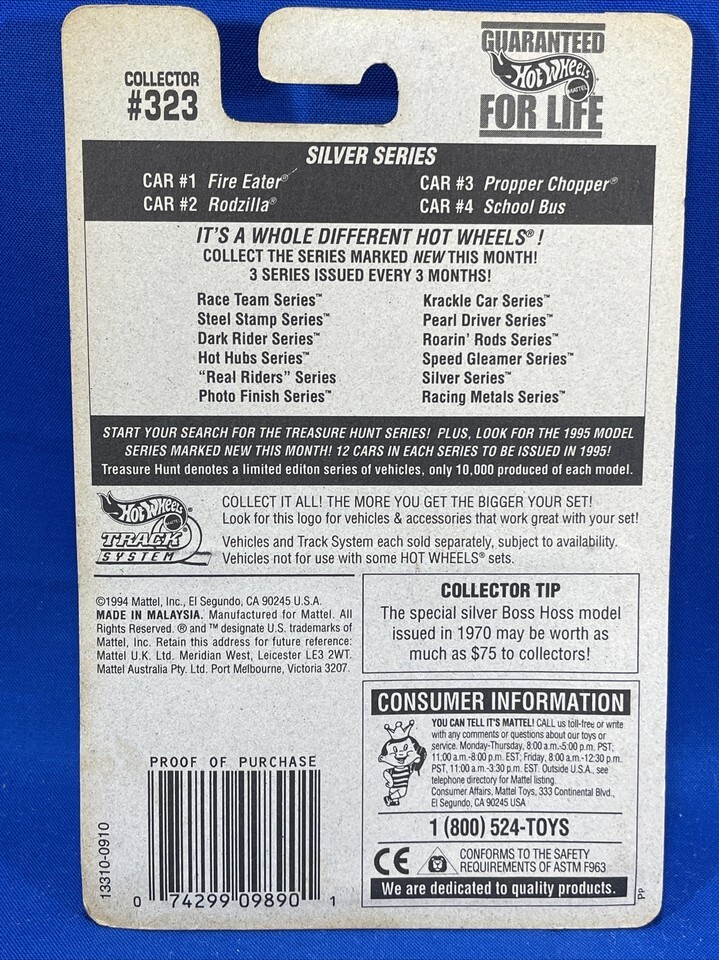 COLLECTOR
#323
GUARANTEED
HOT WHEELS
MATTEL
FOR LIFE
SILVER SERIES
CAR #1 Fire Eater®
CAR #3 Propper Chopper®
CAR #2 Rodzilla®
CAR #4 School Bus
IT'S A WHOLE DIFFERENT HOT WHEELS®!
COLLECT THE SERIES MARKED NEW THIS MONTH!
3 SERIES ISSUED EVERY 3 MONTHS!
Race Team Series™
Steel Stamp Series™
Dark Rider Series™
Hot Hubs Series™
"Real Riders" Series
Photo Finish Series™
Krackle Car Series™
Pearl Driver Series™
Roarin' Rods Series™
Speed Gleamer Series™
Silver Series™
Racing Metals Series™
START YOUR SEARCH FOR THE TREASURE HUNT SERIES! PLUS, LOOK FOR THE 1995 MODEL
SERIES MARKED NEW THIS MONTH! 12 CARS IN EACH SERIES TO BE ISSUED IN 1995!
Treasure Hunt denotes a limited editon series of vehicles, only 10,000 produced of each model.
HOT WHEELS
MATTEL
TRACK
SYSTEM
COLLECT IT ALL! THE MORE YOU GET THE BIGGER YOUR SET!
Look for this logo for vehicles & accessories that work great with your set!
Vehicles and Track System each sold separately, subject to availability.
Vehicles not for use with some HOT WHEELS® sets.
©1994 Mattel, Inc., El Segundo, CA 90245 U.S.A.
MADE IN MALAYSIA. Manufactured for Mattel. All
Rights Reserved. ® and ™ designate U.S. trademarks of
Mattel, Inc. Retain this address for future reference:
Mattel U.K. Ltd. Meridian West, Leicester LE3 2WT.
Mattel Australia Pty. Ltd. Port Melbourne, Victoria 3207.
COLLECTOR TIP
The special silver Boss Hoss model
issued in 1970 may be worth as
much as $75 to collectors!
CONSUMER INFORMATION
YOU CAN TELL IT'S MATTEL! CALL us toll-free or write
with any comments or questions about our toys or
service. Monday-Thursday, 8:00 a.m.-5:00 p.m. PST;
11:00 a.m.-8:00 p.m. EST; Friday, 8:00 a.m.-12:30 p.m.
PST, 11:00 a.m.-3:30 p.m. EST. Outside U.S.A., see
telephone directory for Mattel listing.
Consumer Affairs, Mattel Toys, 333 Continental Blvd.,
El Segundo, CA 90245 USA
1 (800) 524-TOYS
CE
CONFORMS TO THE SAFETY
REQUIREMENTS OF ASTM F963
We are dedicated to quality products.
PP
PROOF OF PURCHASE
0 74299 09890 1
13310-0910